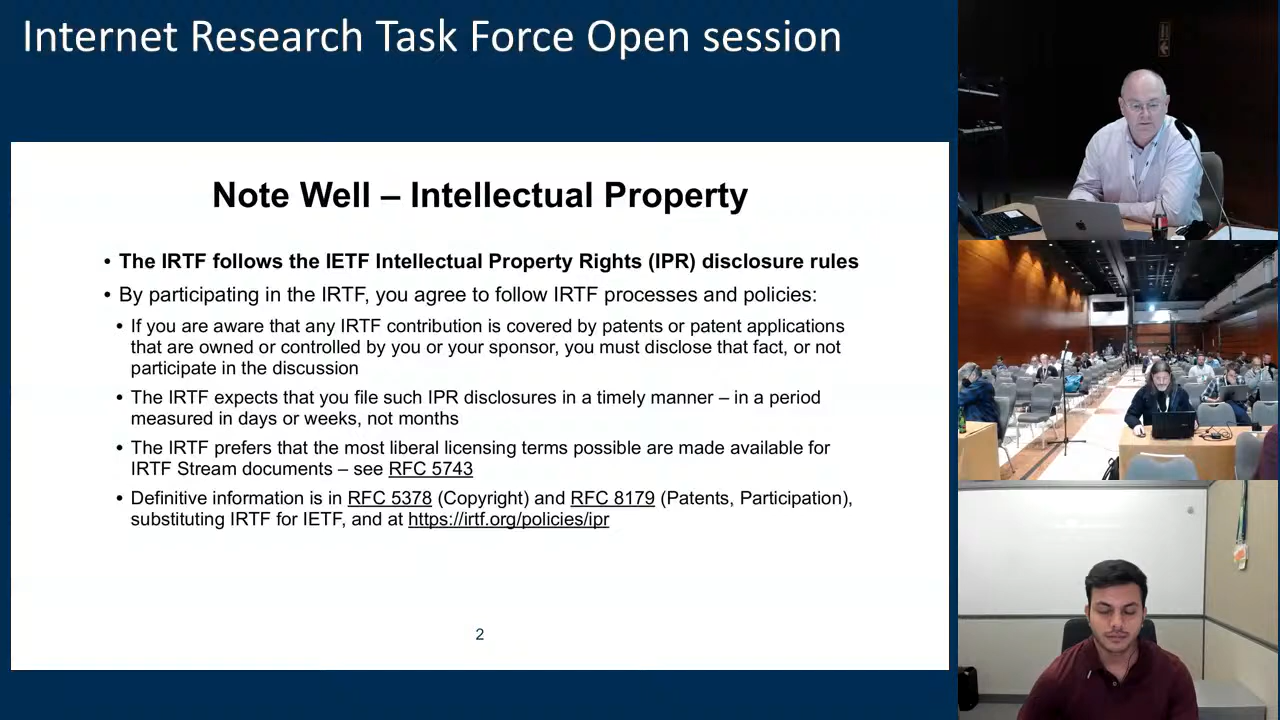 Internet Research Task Force Open session
Note Well – Intellectual Property
• The IRTF follows the IETF Intellectual Property Rights (IPR) disclosure rules
• By participating in the IRTF, you agree to follow IRTF processes and policies:
• If you are aware that any IRTF contribution is covered by patents or patent applications
that are owned or controlled by you or your sponsor, you must disclose that fact, or not
participate in the discussion
• The IRTF expects that you file such IPR disclosures in a timely manner – in a period
measured in days or weeks, not months
• The IRTF prefers that the most liberal licensing terms possible are made available for
IRTF Stream documents – see RFC 5743
• Definitive information is in RFC 5378 (Copyright) and RFC 8179 (Patents, Participation),
substituting IRTF for IETF, and at https://irtf.org/policies/ipr
2